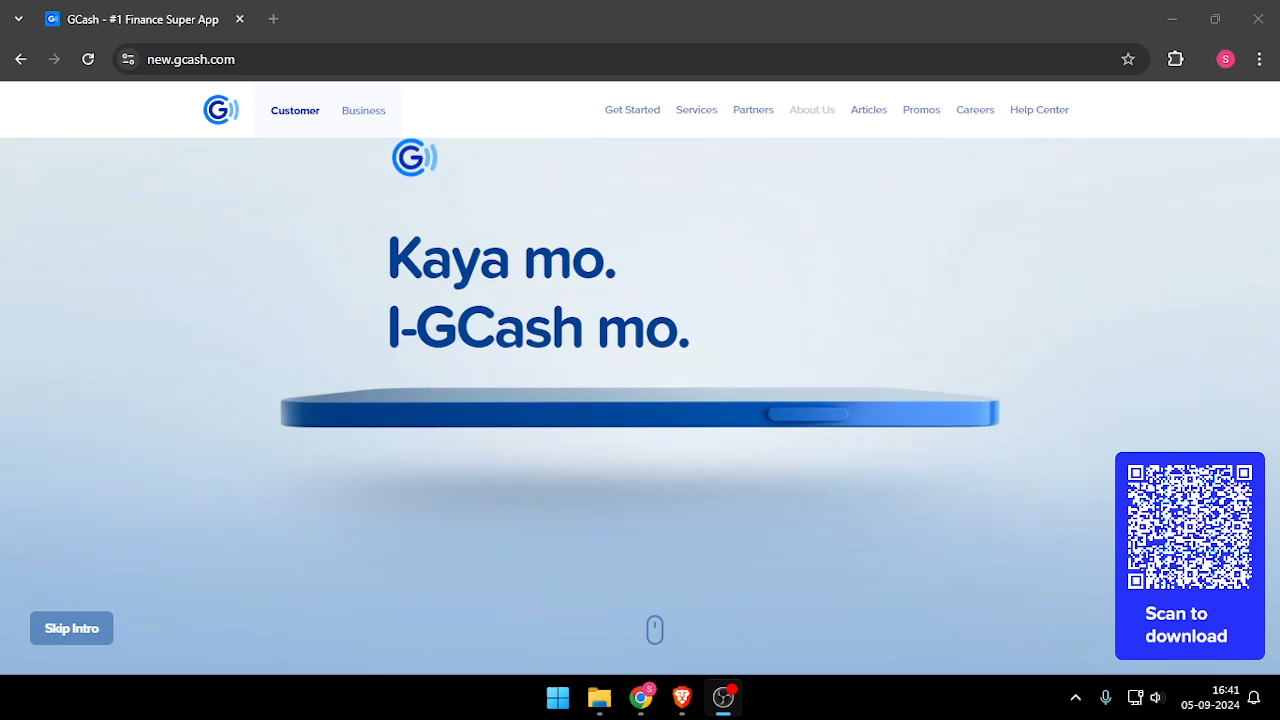 GCash - #1 Finance Super App
new.gcash.com
S
G
Customer
Business
Get Started
Services
Partners
About Us
Articles
Promos
Careers
Help Center
G
Kaya mo.
I-GCash mo.
Scan to
download
Skip Intro
S
16:41
05-09-2024